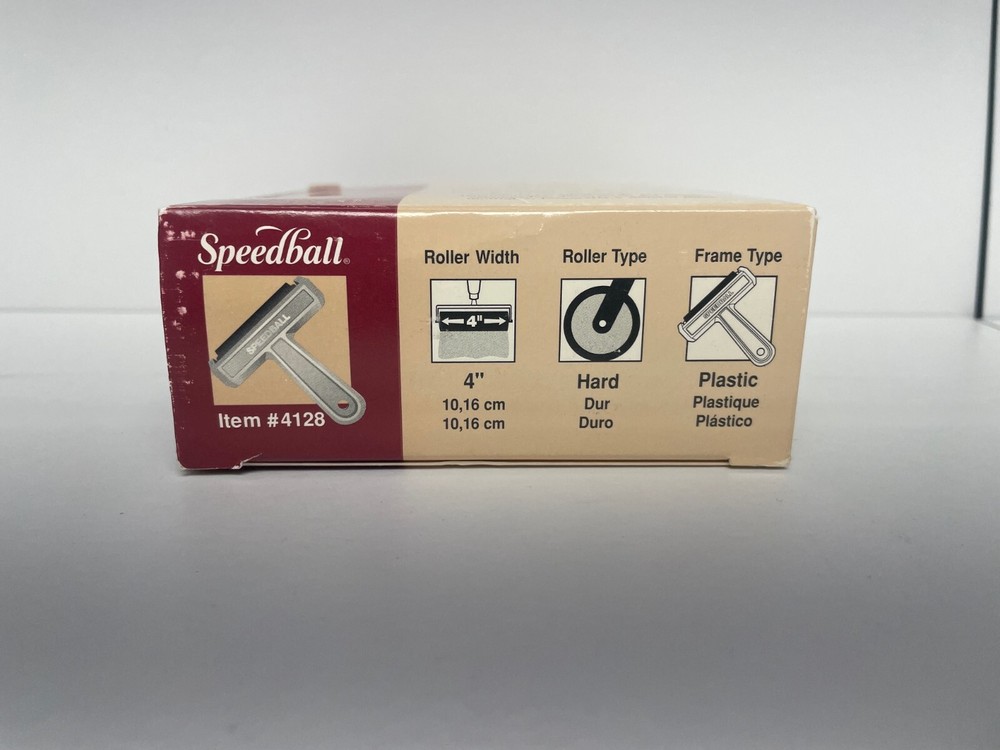 Speedball®
SPEEDBALL
Item #4128
Roller Width
4"
4"
10,16 cm
10,16 cm
Roller Type
Hard
Dur
Duro
Frame Type
SPEEDBALL
Plastic
Plastique
Plástico